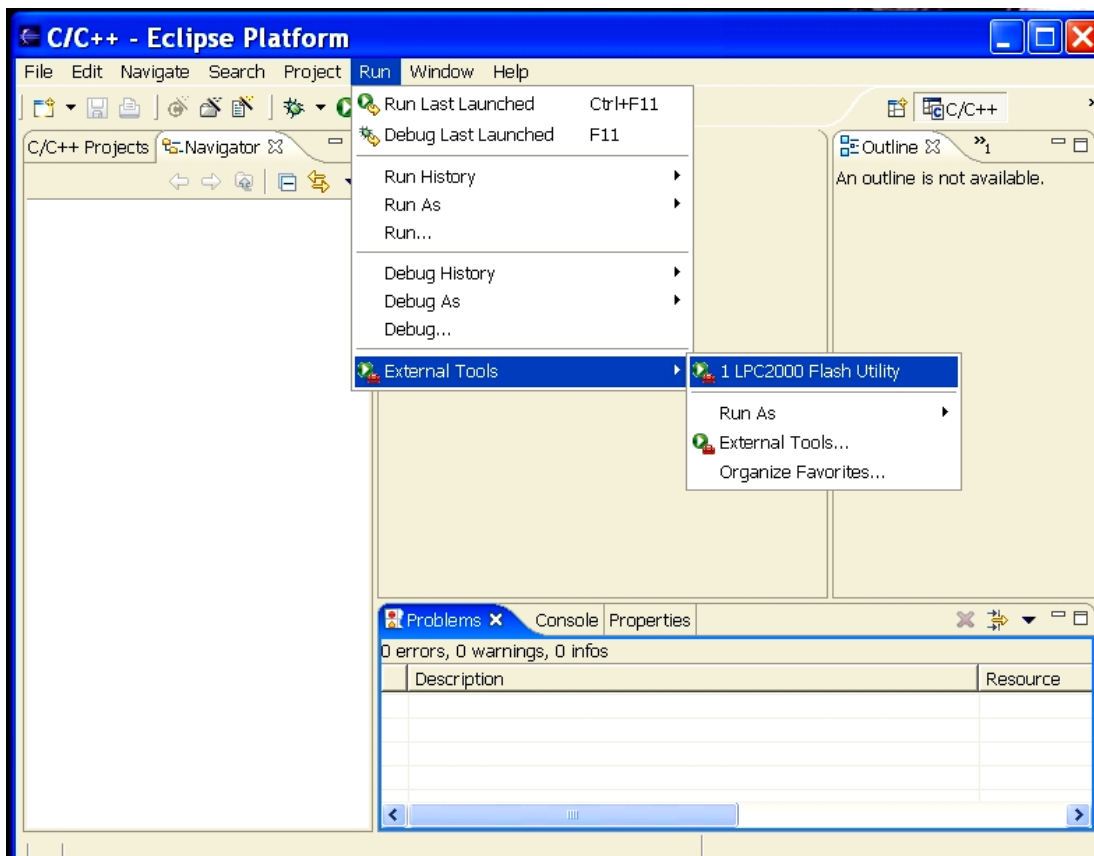 C/C++ - Eclipse Platform
File Edit Navigate Search Project Run Window Help
Run Last Launched Ctrl+F11
Debug Last Launched F11
Run History
Run As
Run...
Debug History
Debug As
Debug...
External Tools
1 LPC2000 Flash Utility
Run As
External Tools...
Organize Favorites...
C/C++
C/C++ Projects Navigator
Outline
1
An outline is not available.
Problems Console Properties
0 errors, 0 warnings, 0 infos
Description Resource